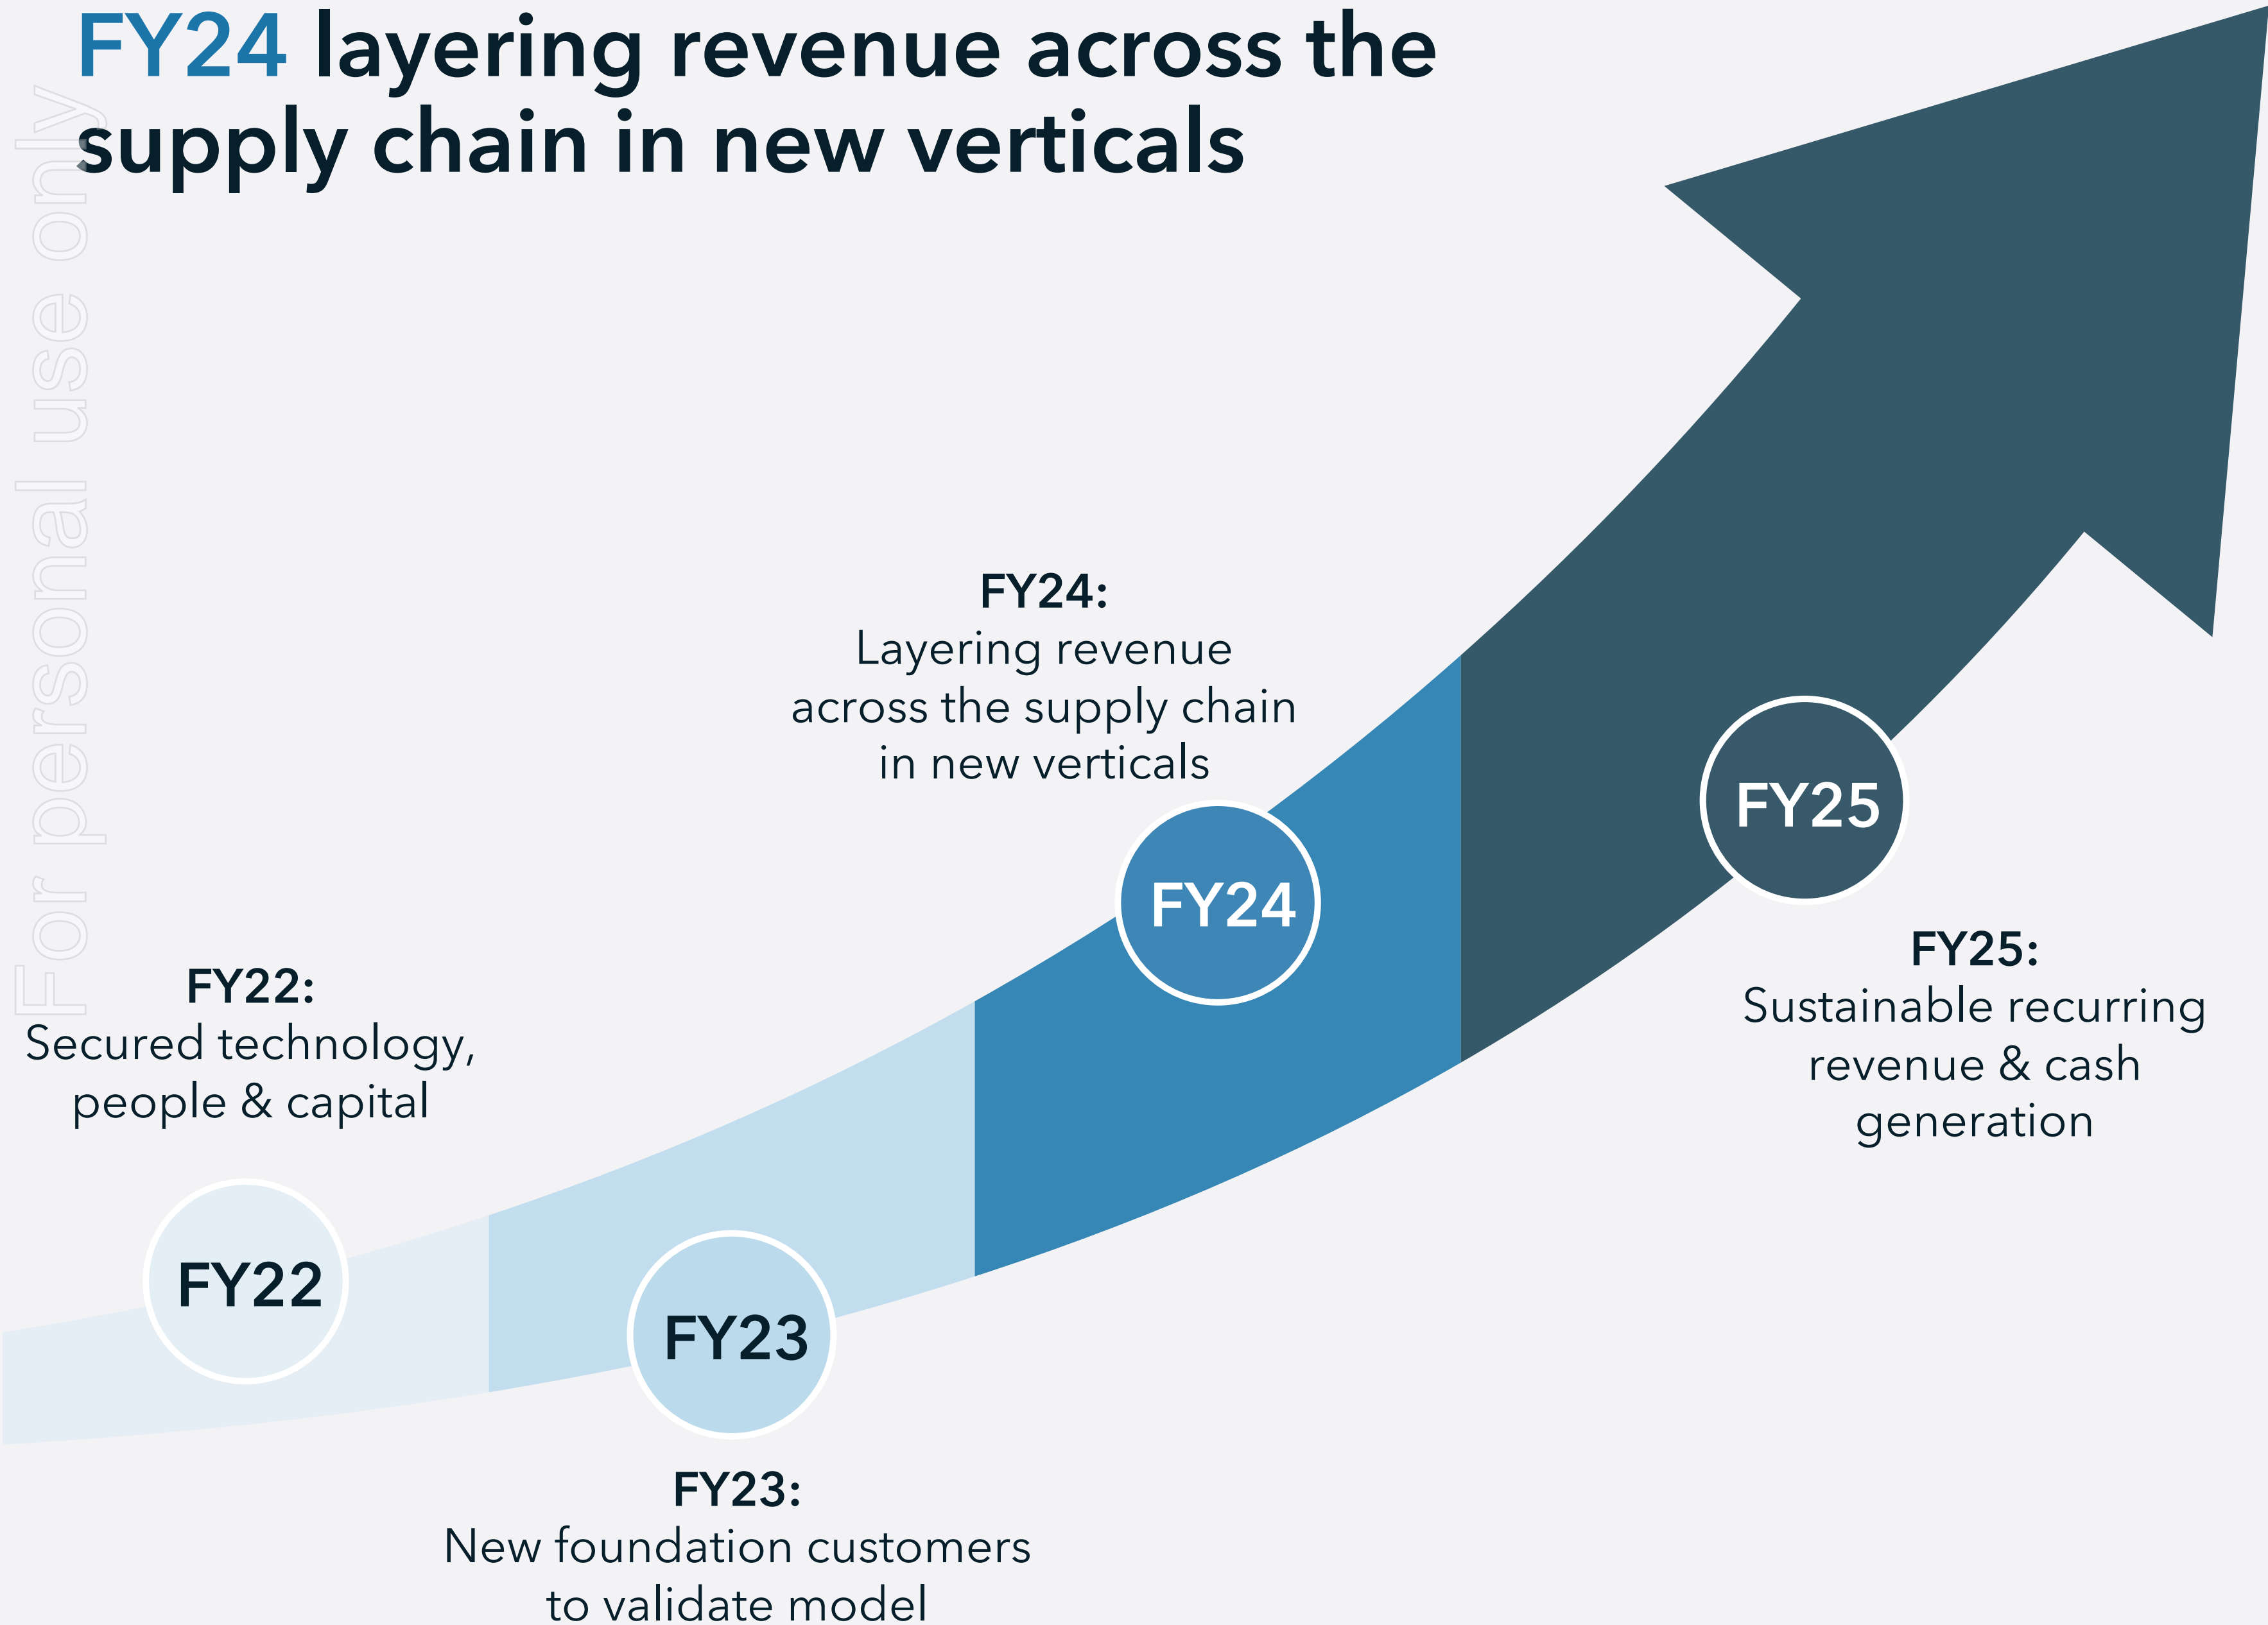 FY24 layering revenue across the
supply chain in new verticals
For personal use only
FY24:
Layering revenue
across the supply chain
in new verticals
FY25
FY24
FY25:
Sustainable recurring
revenue & cash
generation
FY22:
Secured technology,
people & capital
FY22
FY23
FY23:
New foundation customers
to validate model